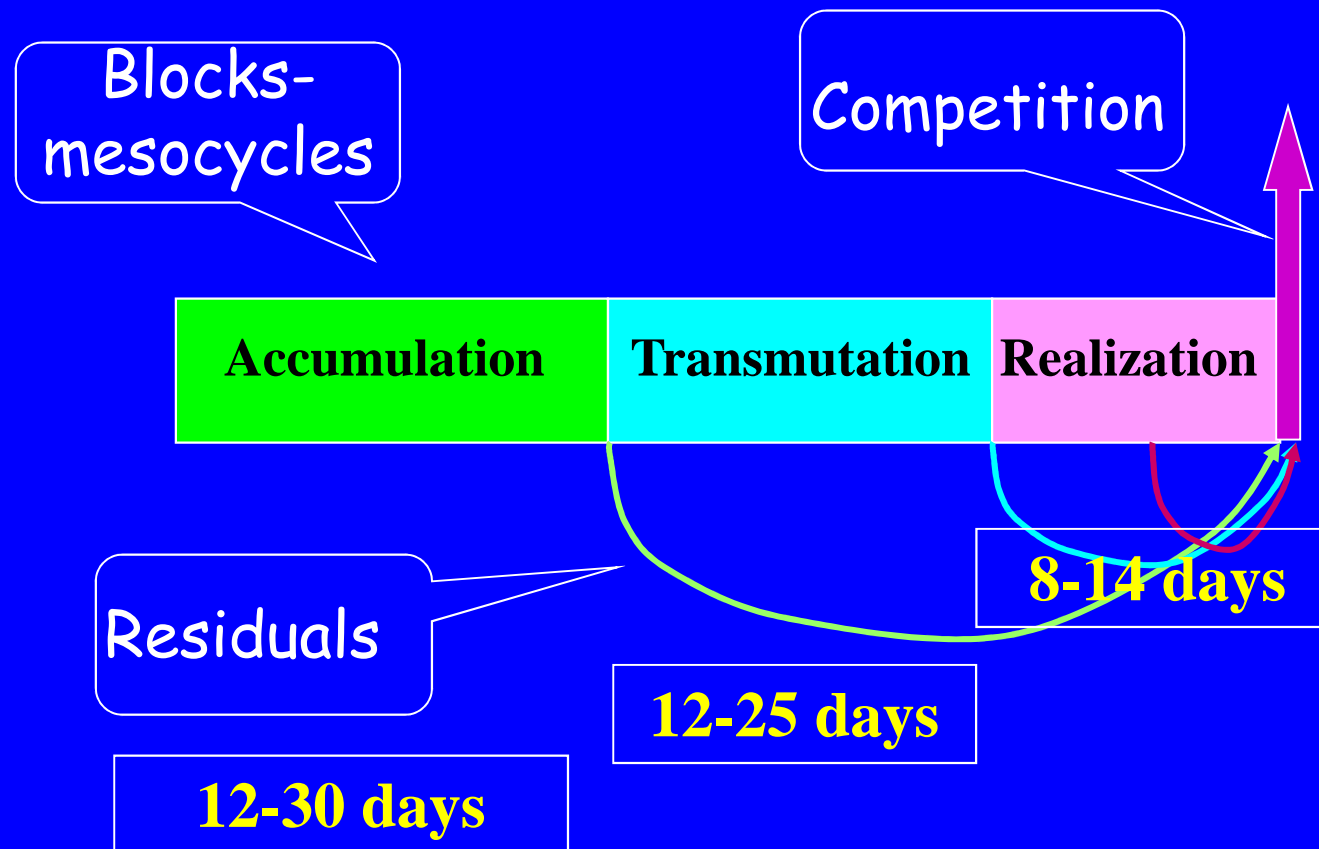 Blocks-
mesocycles
Competition
Accumulation
Transmutation
Realization
Residuals
8-14 days
12-25 days
12-30 days